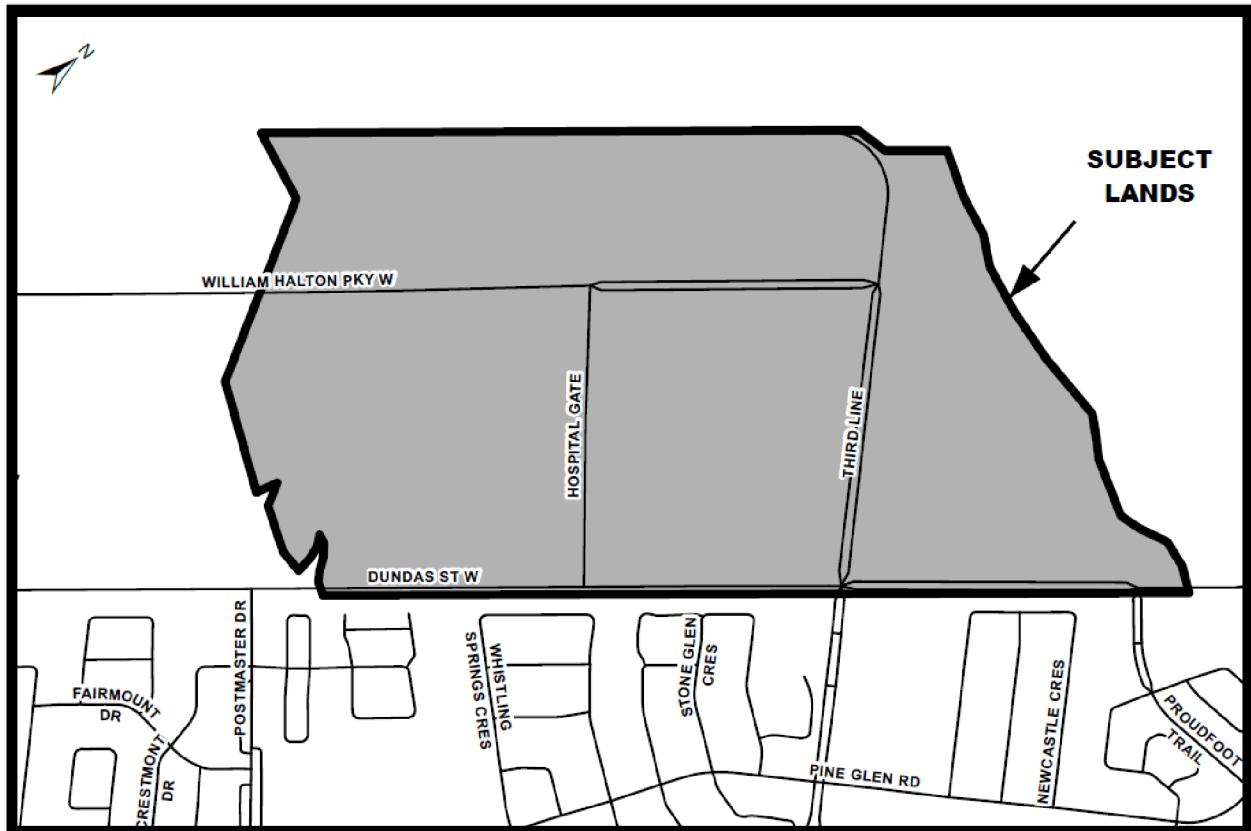 N
SUBJECT
LANDS
WILLIAM HALTON PKY W
HOSPITAL GATE
THIRD LINE
DUNDAS ST W
POSTMASTER DR
WHISTLING
SPRINGS CRES
STONE GLEN
CRES
NEWCASTLE CRES
FAIRMOUNT
DR
CRESTMONT
DR
PROUDFOOT
TRAIL
PINE GLEN RD